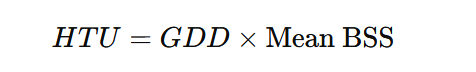 HTU = GDD × Mean BSS